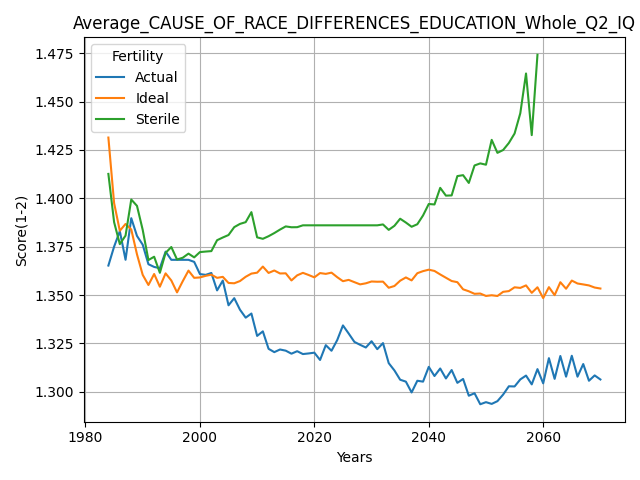 Average_CAUSE_OF_RACE_DIFFERENCES_EDUCATION_Whole_Q2_IQ
Fertility
Actual
Ideal
Sterile
Score(1-2)
1.475
1.450
1.425
1.400
1.375
1.350
1.325
1.300
1980
2000
2020
2040
2060
Years